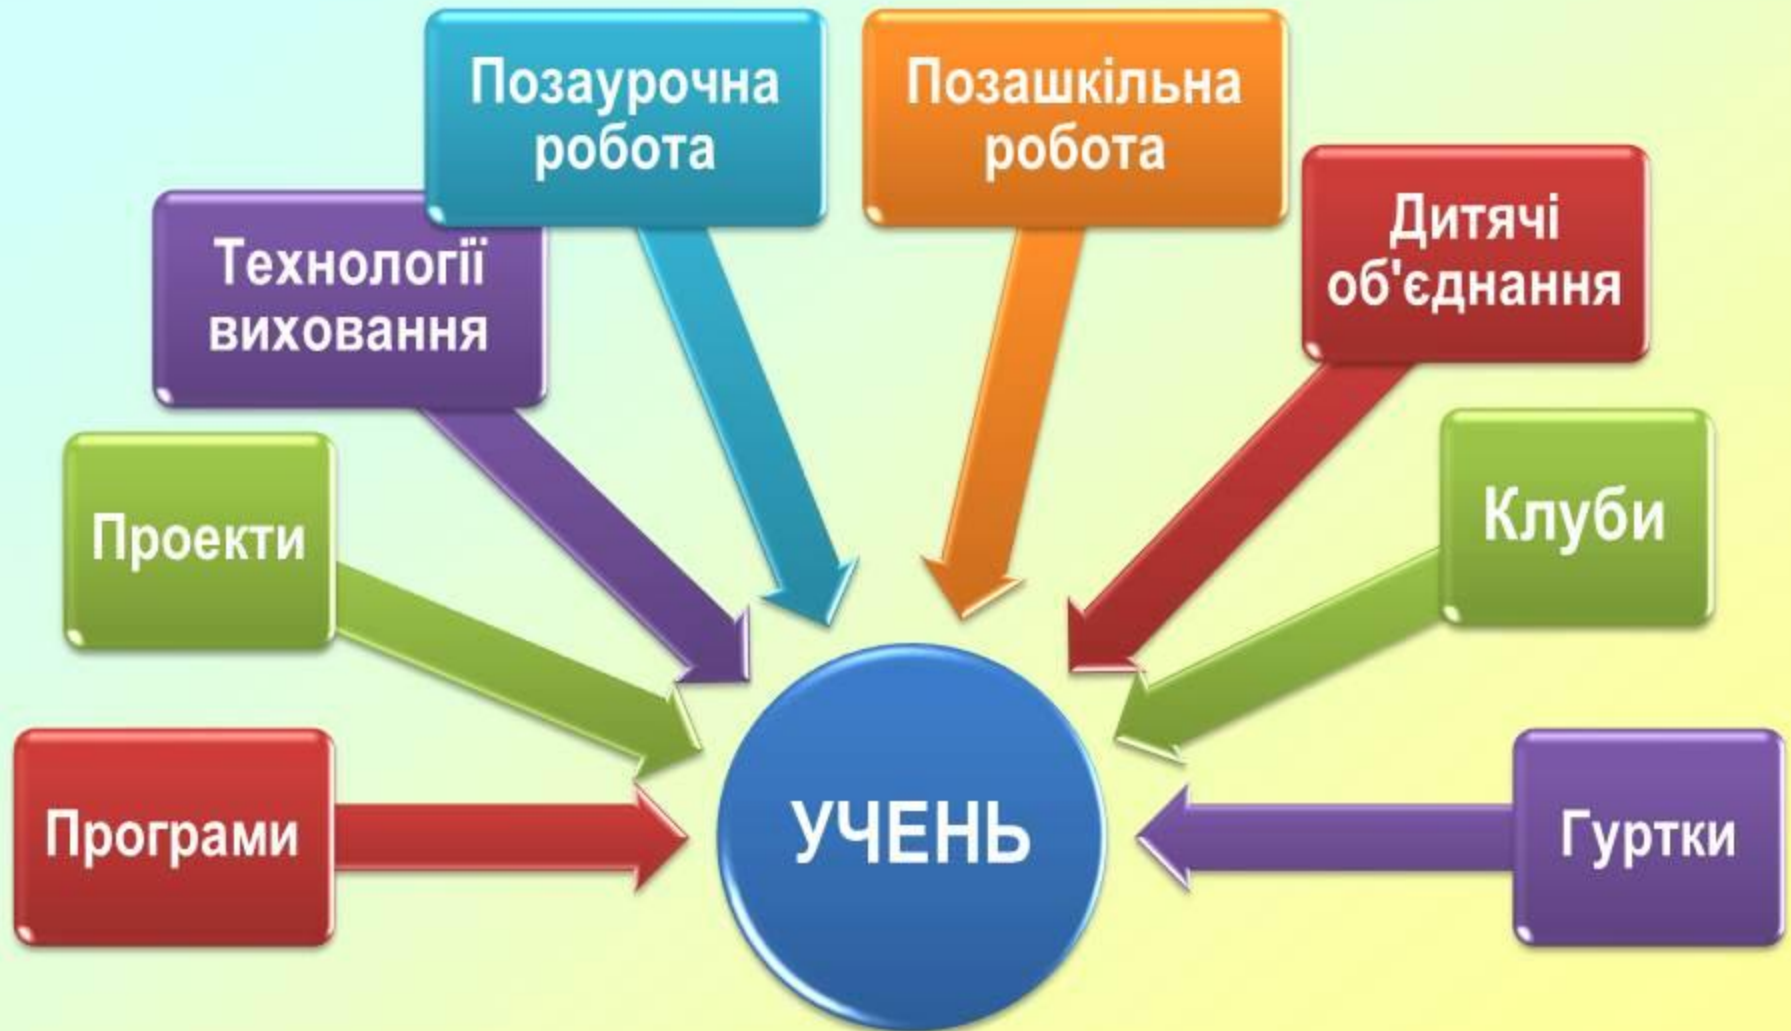 Позаурочна
робота
Позашкільна
робота
Дитячі
об'єднання
Технології
виховання
Проекти
Клуби
Програми
УЧЕНЬ
Гуртки